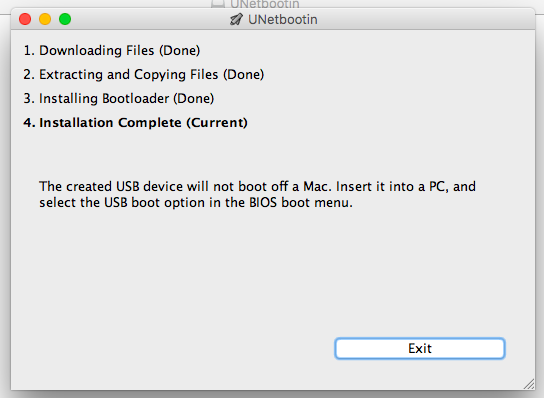 UNetbootin
UNetbootin
1. Downloading Files (Done)
2. Extracting and Copying Files (Done)
3. Installing Bootloader (Done)
4. Installation Complete (Current)
The created USB device will not boot off a Mac. Insert it into a PC, and
select the USB boot option in the BIOS boot menu.
Exit